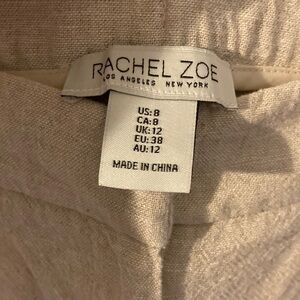 RACHEL ZOE
LOS ANGELES NEW YORK
US:8
CA:8
UK:12
EU:38
AU:12
MADE IN CHINA